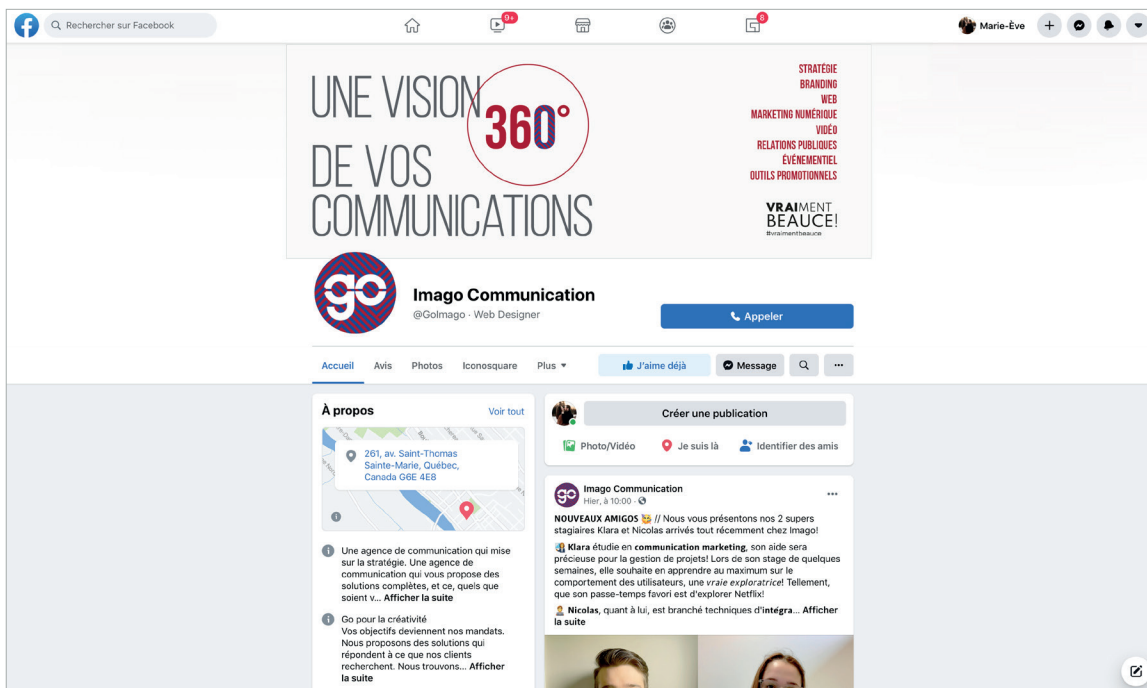 Rechercher sur Facebook
9+
8
Marie-Ève
UNE VISION
360°
DE VOS
COMMUNICATIONS
STRATÉGIE
BRANDING
WEB
MARKETING NUMÉRIQUE
VIDÉO
RELATIONS PUBLIQUES
ÉVÉNEMENTIEL
OUTILS PROMOTIONNELS
VRAIMENT
BEAUCE!
#vraimentbeauce
go
Imago Communication
@GoImago · Web Designer
Appeler
Accueil Avis Photos Iconosquare Plus
J'aime déjà
Message
À propos
Voir tout
261, av. Saint-Thomas
Sainte-Marie, Québec,
Canada G6E 4E8
Une agence de communication qui mise
sur la stratégie. Une agence de
communication qui vous propose des
solutions complètes, et ce, quels que
soient v... Afficher la suite
Go pour la créativité
Vos objectifs deviennent nos mandats.
Nous proposons des solutions qui
répondent à ce que nos clients
recherchent. Nous trouvons... Afficher
la suite
Créer une publication
Photo/Vidéo
Je suis là
Identifier des amis
go
Imago Communication
Hier, à 10:00 ·
NOUVEAUX AMIGOS 🥳 // Nous vous présentons nos 2 supers
stagiaires Klara et Nicolas arrivés tout récemment chez Imago!
Klara étudie en communication marketing, son aide sera
précieuse pour la gestion de projets! Lors de son stage de quelques
semaines, elle souhaite en apprendre au maximum sur le
comportement des utilisateurs, une vraie exploratrice! Tellement,
que son passe-temps favori est d'explorer Netflix!
Nicolas, quant à lui, est branché techniques d'intégra... Afficher
la suite